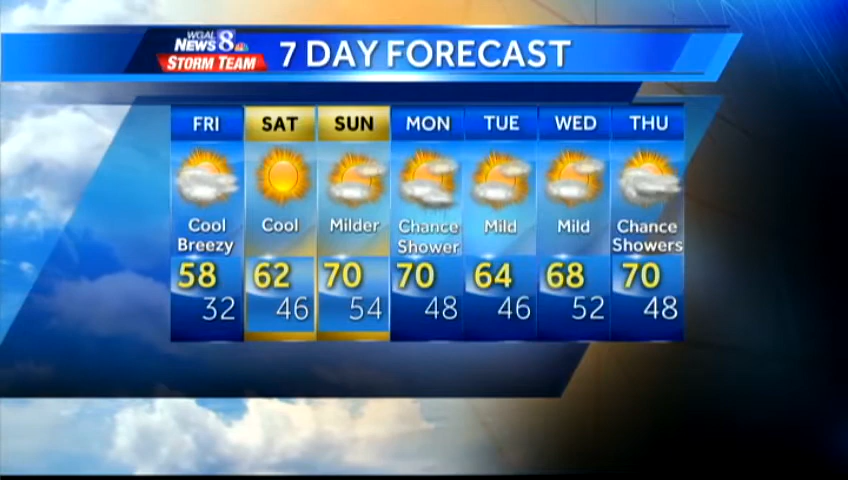 WGAL
NEWS 8
STORM TEAM
7 DAY FORECAST
FRI SAT SUN MON TUE WED THU
Cool Breezy
Cool
Milder
Chance Shower
Mild
Mild
Chance Showers
58 62 70 70 64 68 70
32 46 54 48 46 52 48